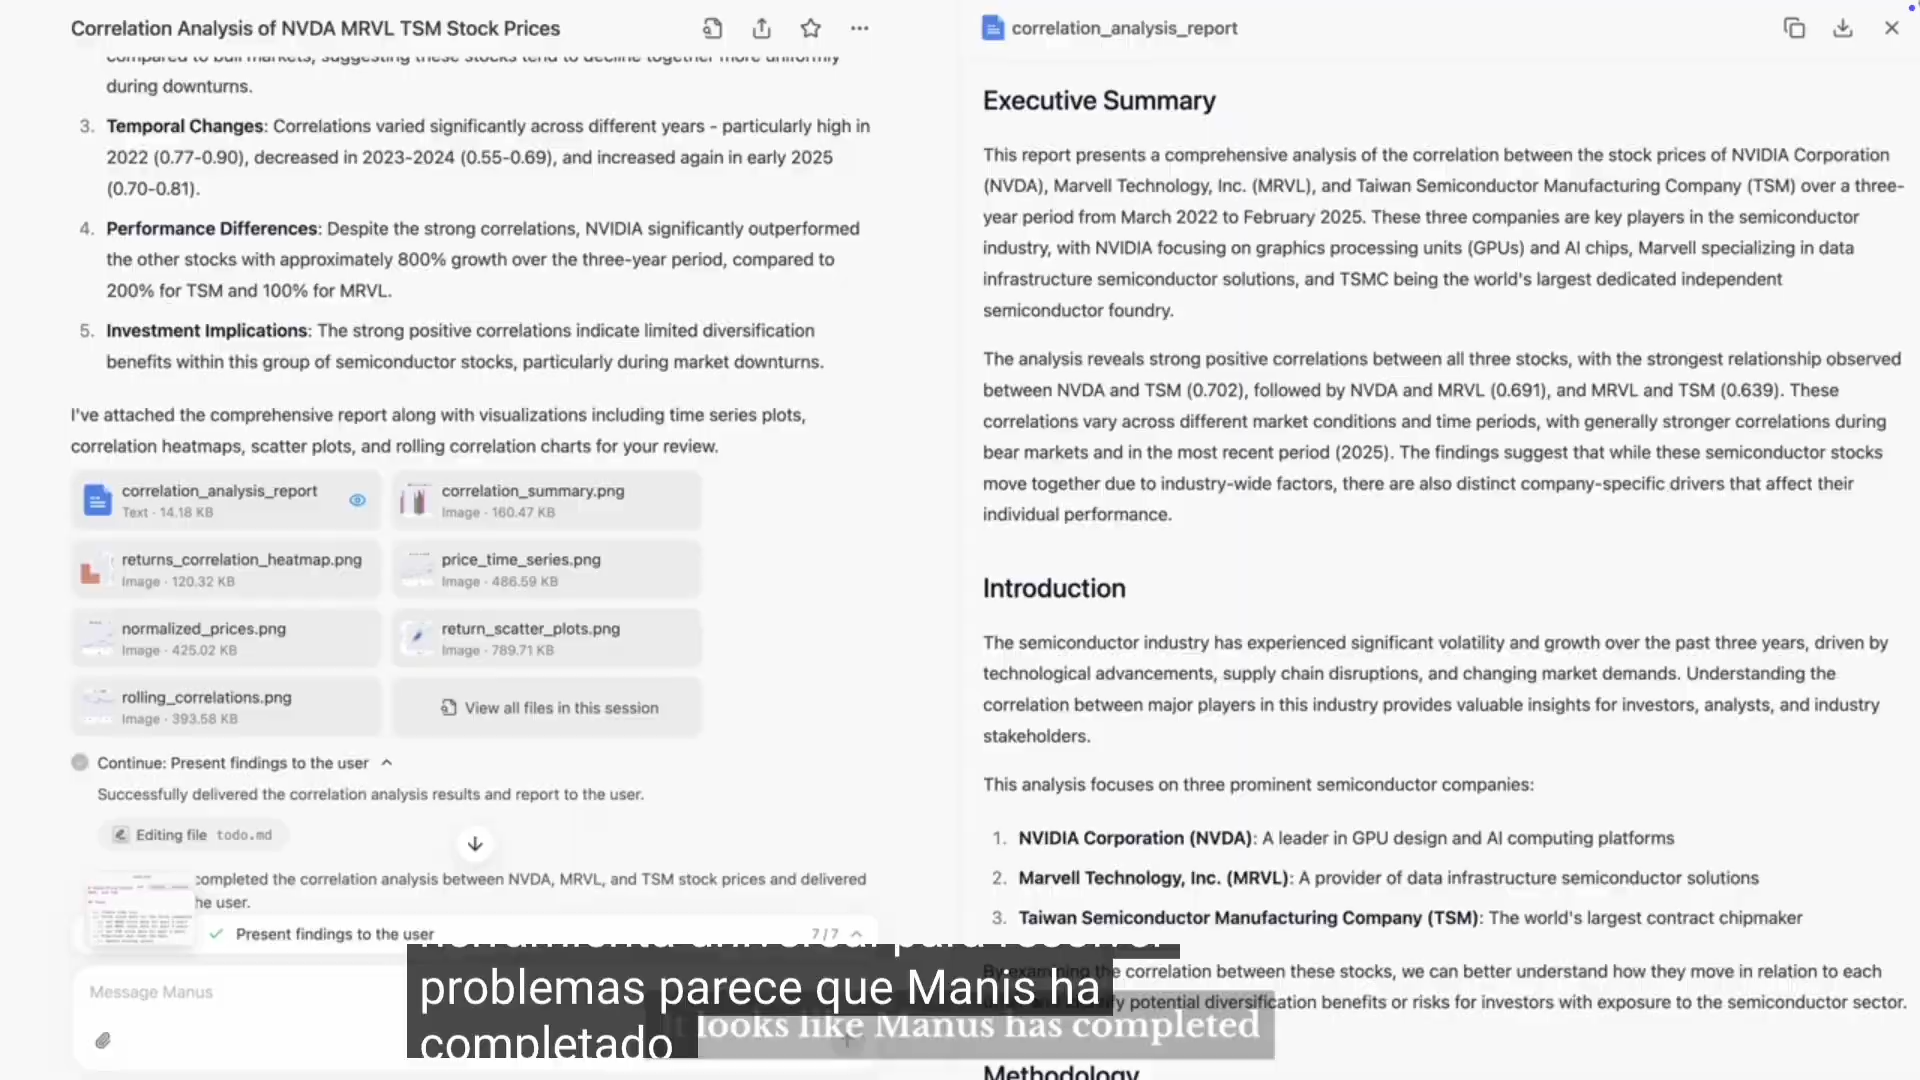 Correlation Analysis of NVDA MRVL TSM Stock Prices
compared to bull markets, suggesting these stocks tend to decline together more uniformly
during downturns.
3. Temporal Changes: Correlations varied significantly across different years - particularly high in
2022 (0.77-0.90), decreased in 2023-2024 (0.55-0.69), and increased again in early 2025
(0.70-0.81).
4. Performance Differences: Despite the strong correlations, NVIDIA significantly outperformed
the other stocks with approximately 800% growth over the three-year period, compared to
200% for TSM and 100% for MRVL.
5. Investment Implications: The strong positive correlations indicate limited diversification
benefits within this group of semiconductor stocks, particularly during market downturns.
I've attached the comprehensive report along with visualizations including time series plots,
correlation heatmaps, scatter plots, and rolling correlation charts for your review.
correlation_analysis_report
Text · 14.18 KB
correlation_summary.png
Image · 160.47 KB
returns_correlation_heatmap.png
Image · 120.32 KB
price_time_series.png
Image · 486.59 KB
normalized_prices.png
Image · 425.02 KB
return_scatter_plots.png
Image · 789.71 KB
rolling_correlations.png
Image · 393.58 KB
View all files in this session
Continue: Present findings to the user
Successfully delivered the correlation analysis results and report to the user.
Editing file todo.md
completed the correlation analysis between NVDA, MRVL, and TSM stock prices and delivered
he user.
Present findings to the user
7/7
Message Manus
correlation_analysis_report
Executive Summary
This report presents a comprehensive analysis of the correlation between the stock prices of NVIDIA Corporation
(NVDA), Marvell Technology, Inc. (MRVL), and Taiwan Semiconductor Manufacturing Company (TSM) over a three-
year period from March 2022 to February 2025. These three companies are key players in the semiconductor
industry, with NVIDIA focusing on graphics processing units (GPUs) and AI chips, Marvell specializing in data
infrastructure semiconductor solutions, and TSMC being the world's largest dedicated independent
semiconductor foundry.
The analysis reveals strong positive correlations between all three stocks, with the strongest relationship observed
between NVDA and TSM (0.702), followed by NVDA and MRVL (0.691), and MRVL and TSM (0.639). These
correlations vary across different market conditions and time periods, with generally stronger correlations during
bear markets and in the most recent period (2025). The findings suggest that while these semiconductor stocks
move together due to industry-wide factors, there are also distinct company-specific drivers that affect their
individual performance.
Introduction
The semiconductor industry has experienced significant volatility and growth over the past three years, driven by
technological advancements, supply chain disruptions, and changing market demands. Understanding the
correlation between major players in this industry provides valuable insights for investors, analysts, and industry
stakeholders.
This analysis focuses on three prominent semiconductor companies:
1. NVIDIA Corporation (NVDA): A leader in GPU design and AI computing platforms
2. Marvell Technology, Inc. (MRVL): A provider of data infrastructure semiconductor solutions
3. Taiwan Semiconductor Manufacturing Company (TSM): The world's largest contract chipmaker
By examining the correlation between these stocks, we can better understand how they move in relation to each
potential diversification benefits or risks for investors with exposure to the semiconductor sector.
Methodology
problemas parece que Manis ha
completado
looks like Manus has completed